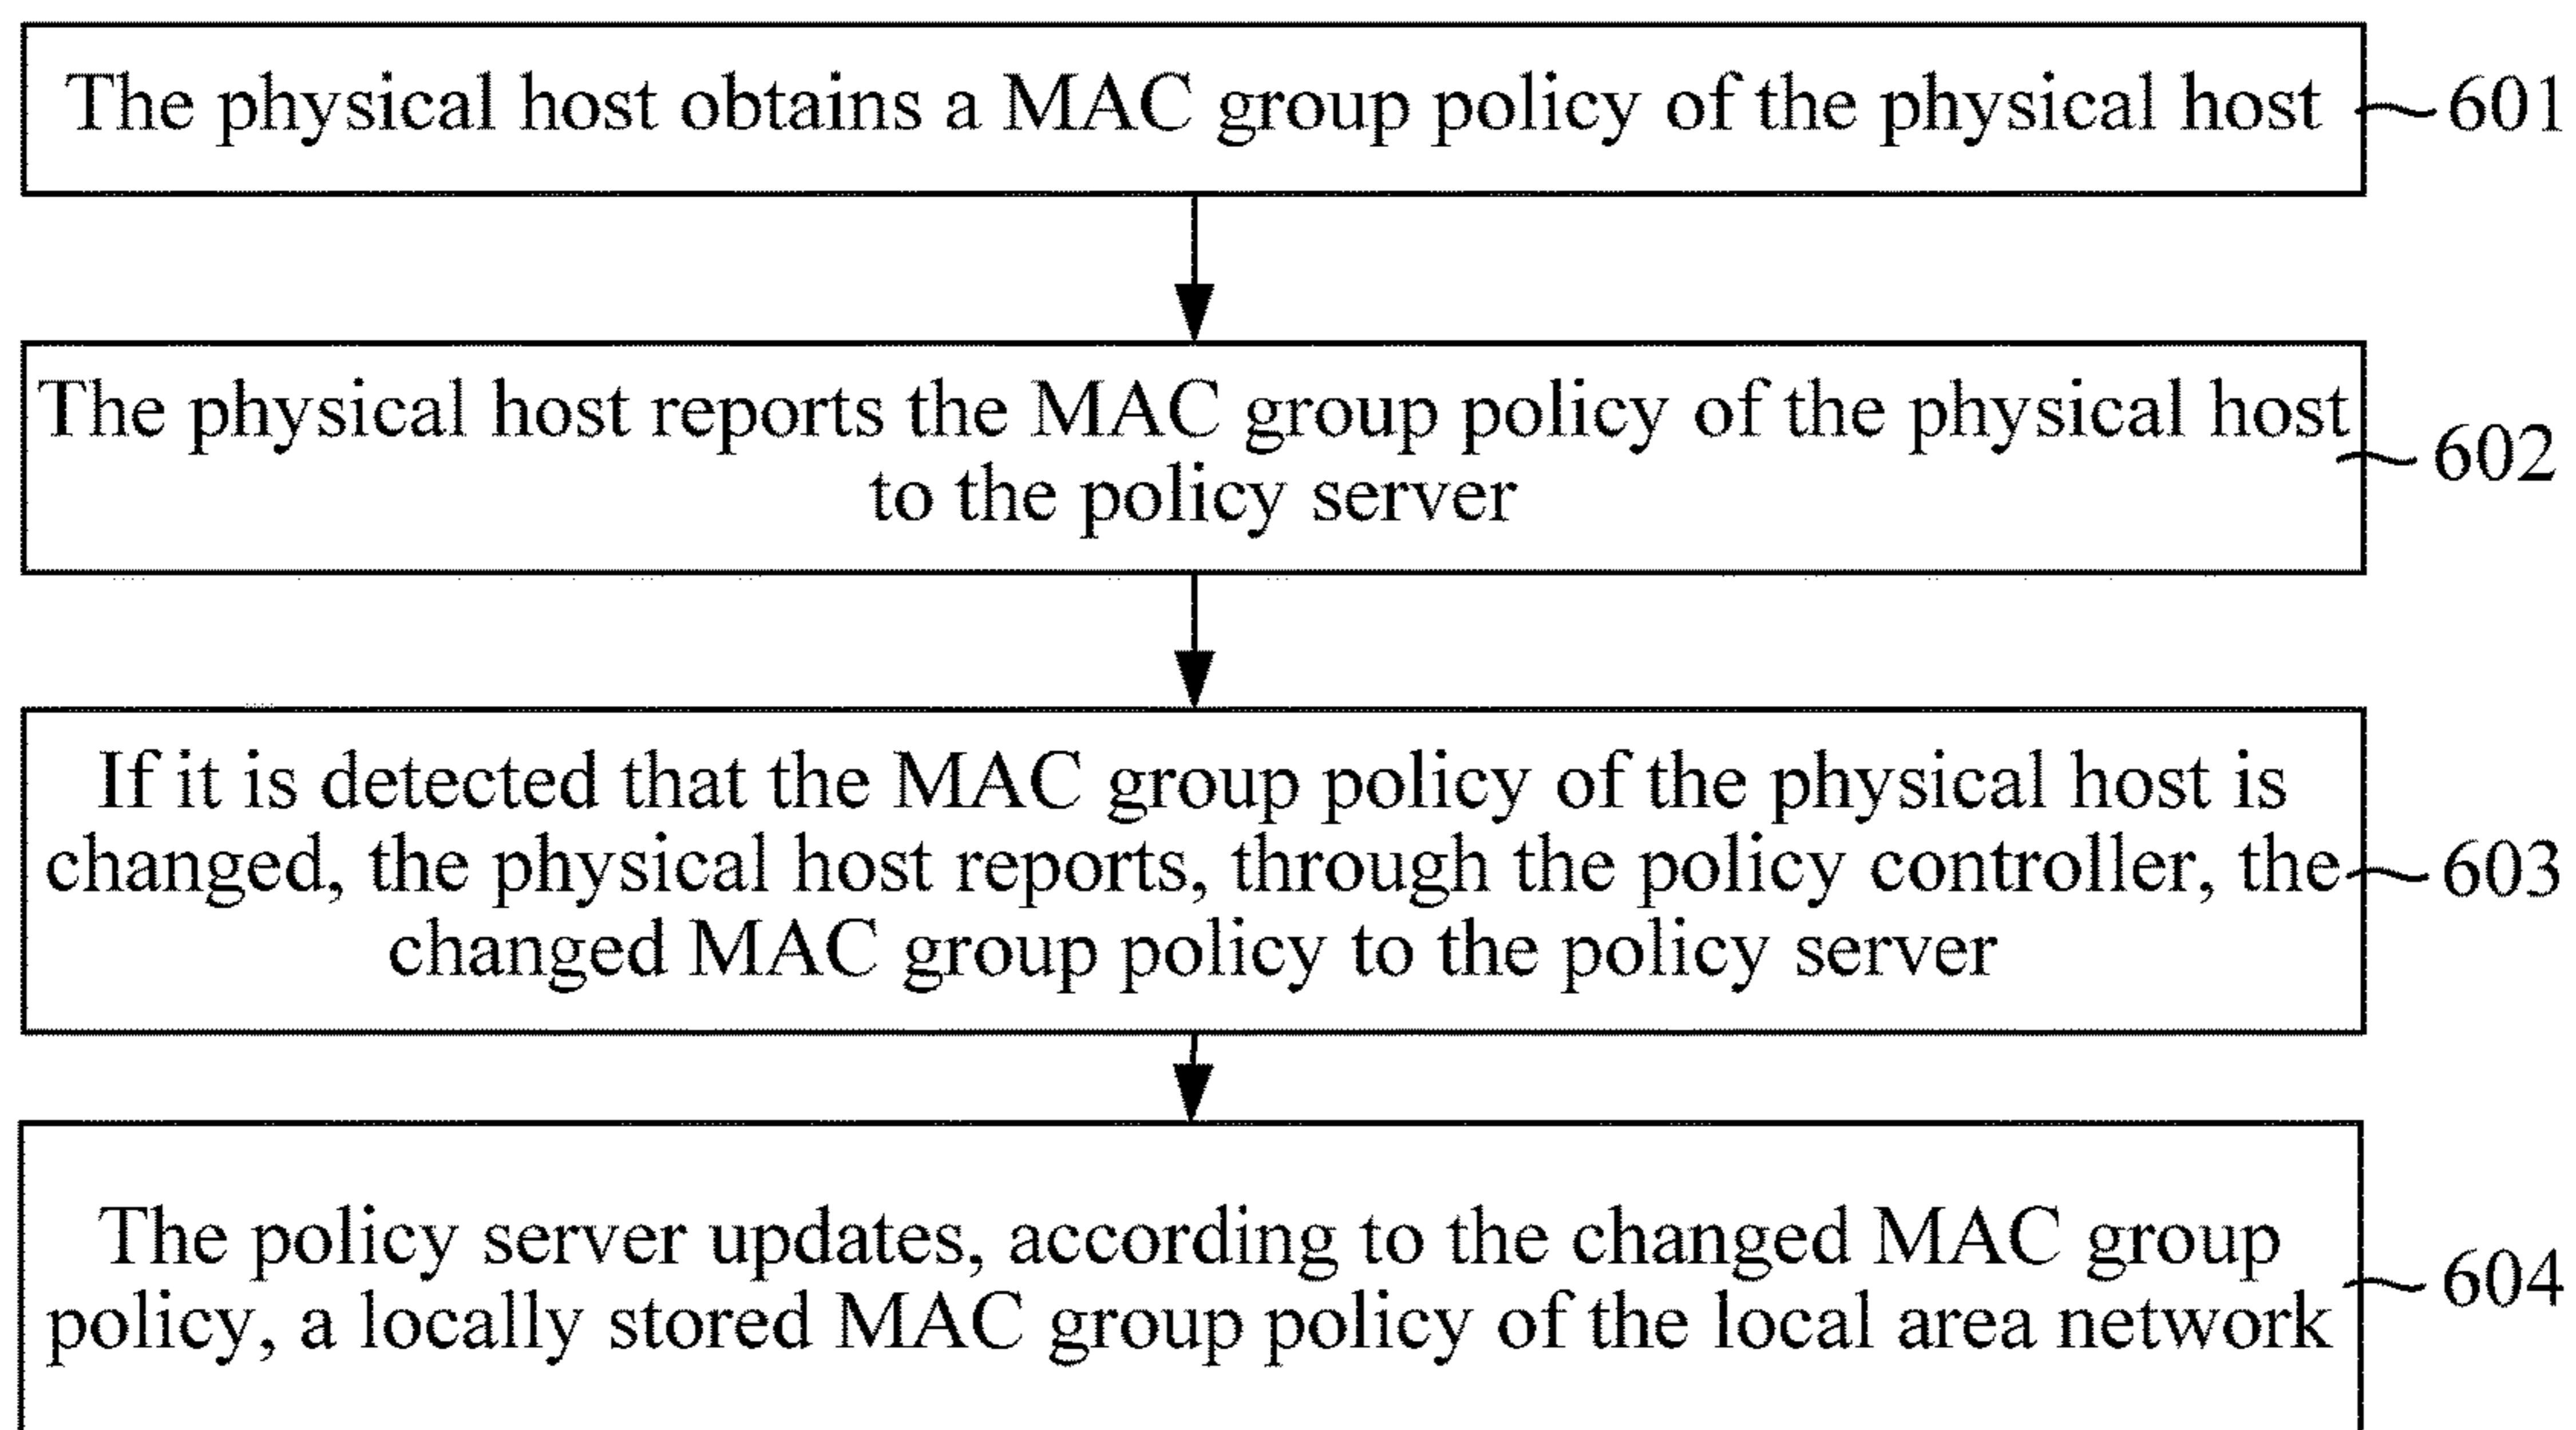 The physical host obtains a MAC group policy of the physical host
601
The physical host reports the MAC group policy of the physical host
to the policy server
602
If it is detected that the MAC group policy of the physical host is
changed, the physical host reports, through the policy controller, the
changed MAC group policy to the policy server
603
The policy server updates, according to the changed MAC group
policy, a locally stored MAC group policy of the local area network
604